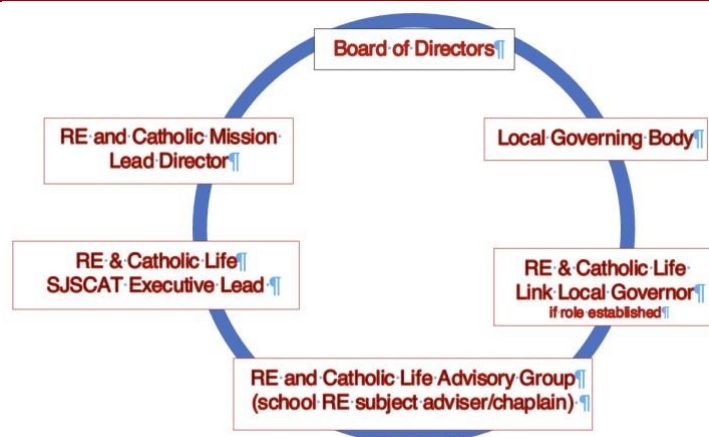 Board of Directors
RE and Catholic Mission
Lead Director
Local Governing Body
RE & Catholic Life
SJSCAT Executive Lead
RE & Catholic Life
Link Local Governor
if role established
RE and Catholic Life Advisory Group
(school RE subject adviser/chaplain)